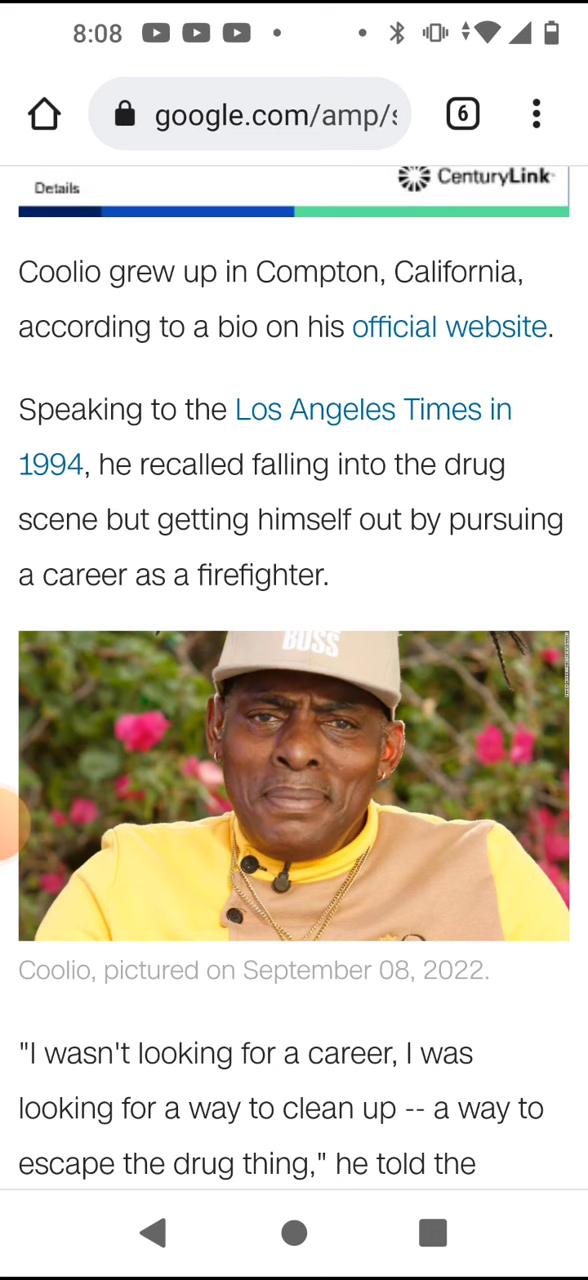 8:08
google.com/amp/s
6
Details
CenturyLink
Coolio grew up in Compton, California,
according to a bio on his official website.
Speaking to the Los Angeles Times in
1994, he recalled falling into the drug
scene but getting himself out by pursuing
a career as a firefighter.
BOSS
Coolio, pictured on September 08, 2022.
"I wasn't looking for a career, I was
looking for a way to clean up -- a way to
escape the drug thing," he told the